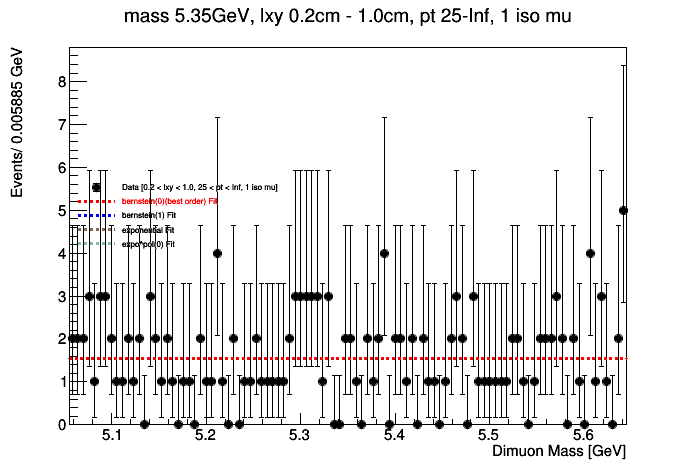 mass 5.35GeV, lxy 0.2cm - 1.0cm, pt 25-Inf, 1 iso mu
Events/ 0.005885 GeV
8
7
6
5
4
3
2
1
0
Data [0.2 < lxy < 1.0, 25 < pt < Inf, 1 iso mu]
bernstein(0)(best order) Fit
bernstein(1) Fit
exponential Fit
expo*pol(0) Fit
5.1 5.2 5.3 5.4 5.5 5.6
Dimuon Mass [GeV]